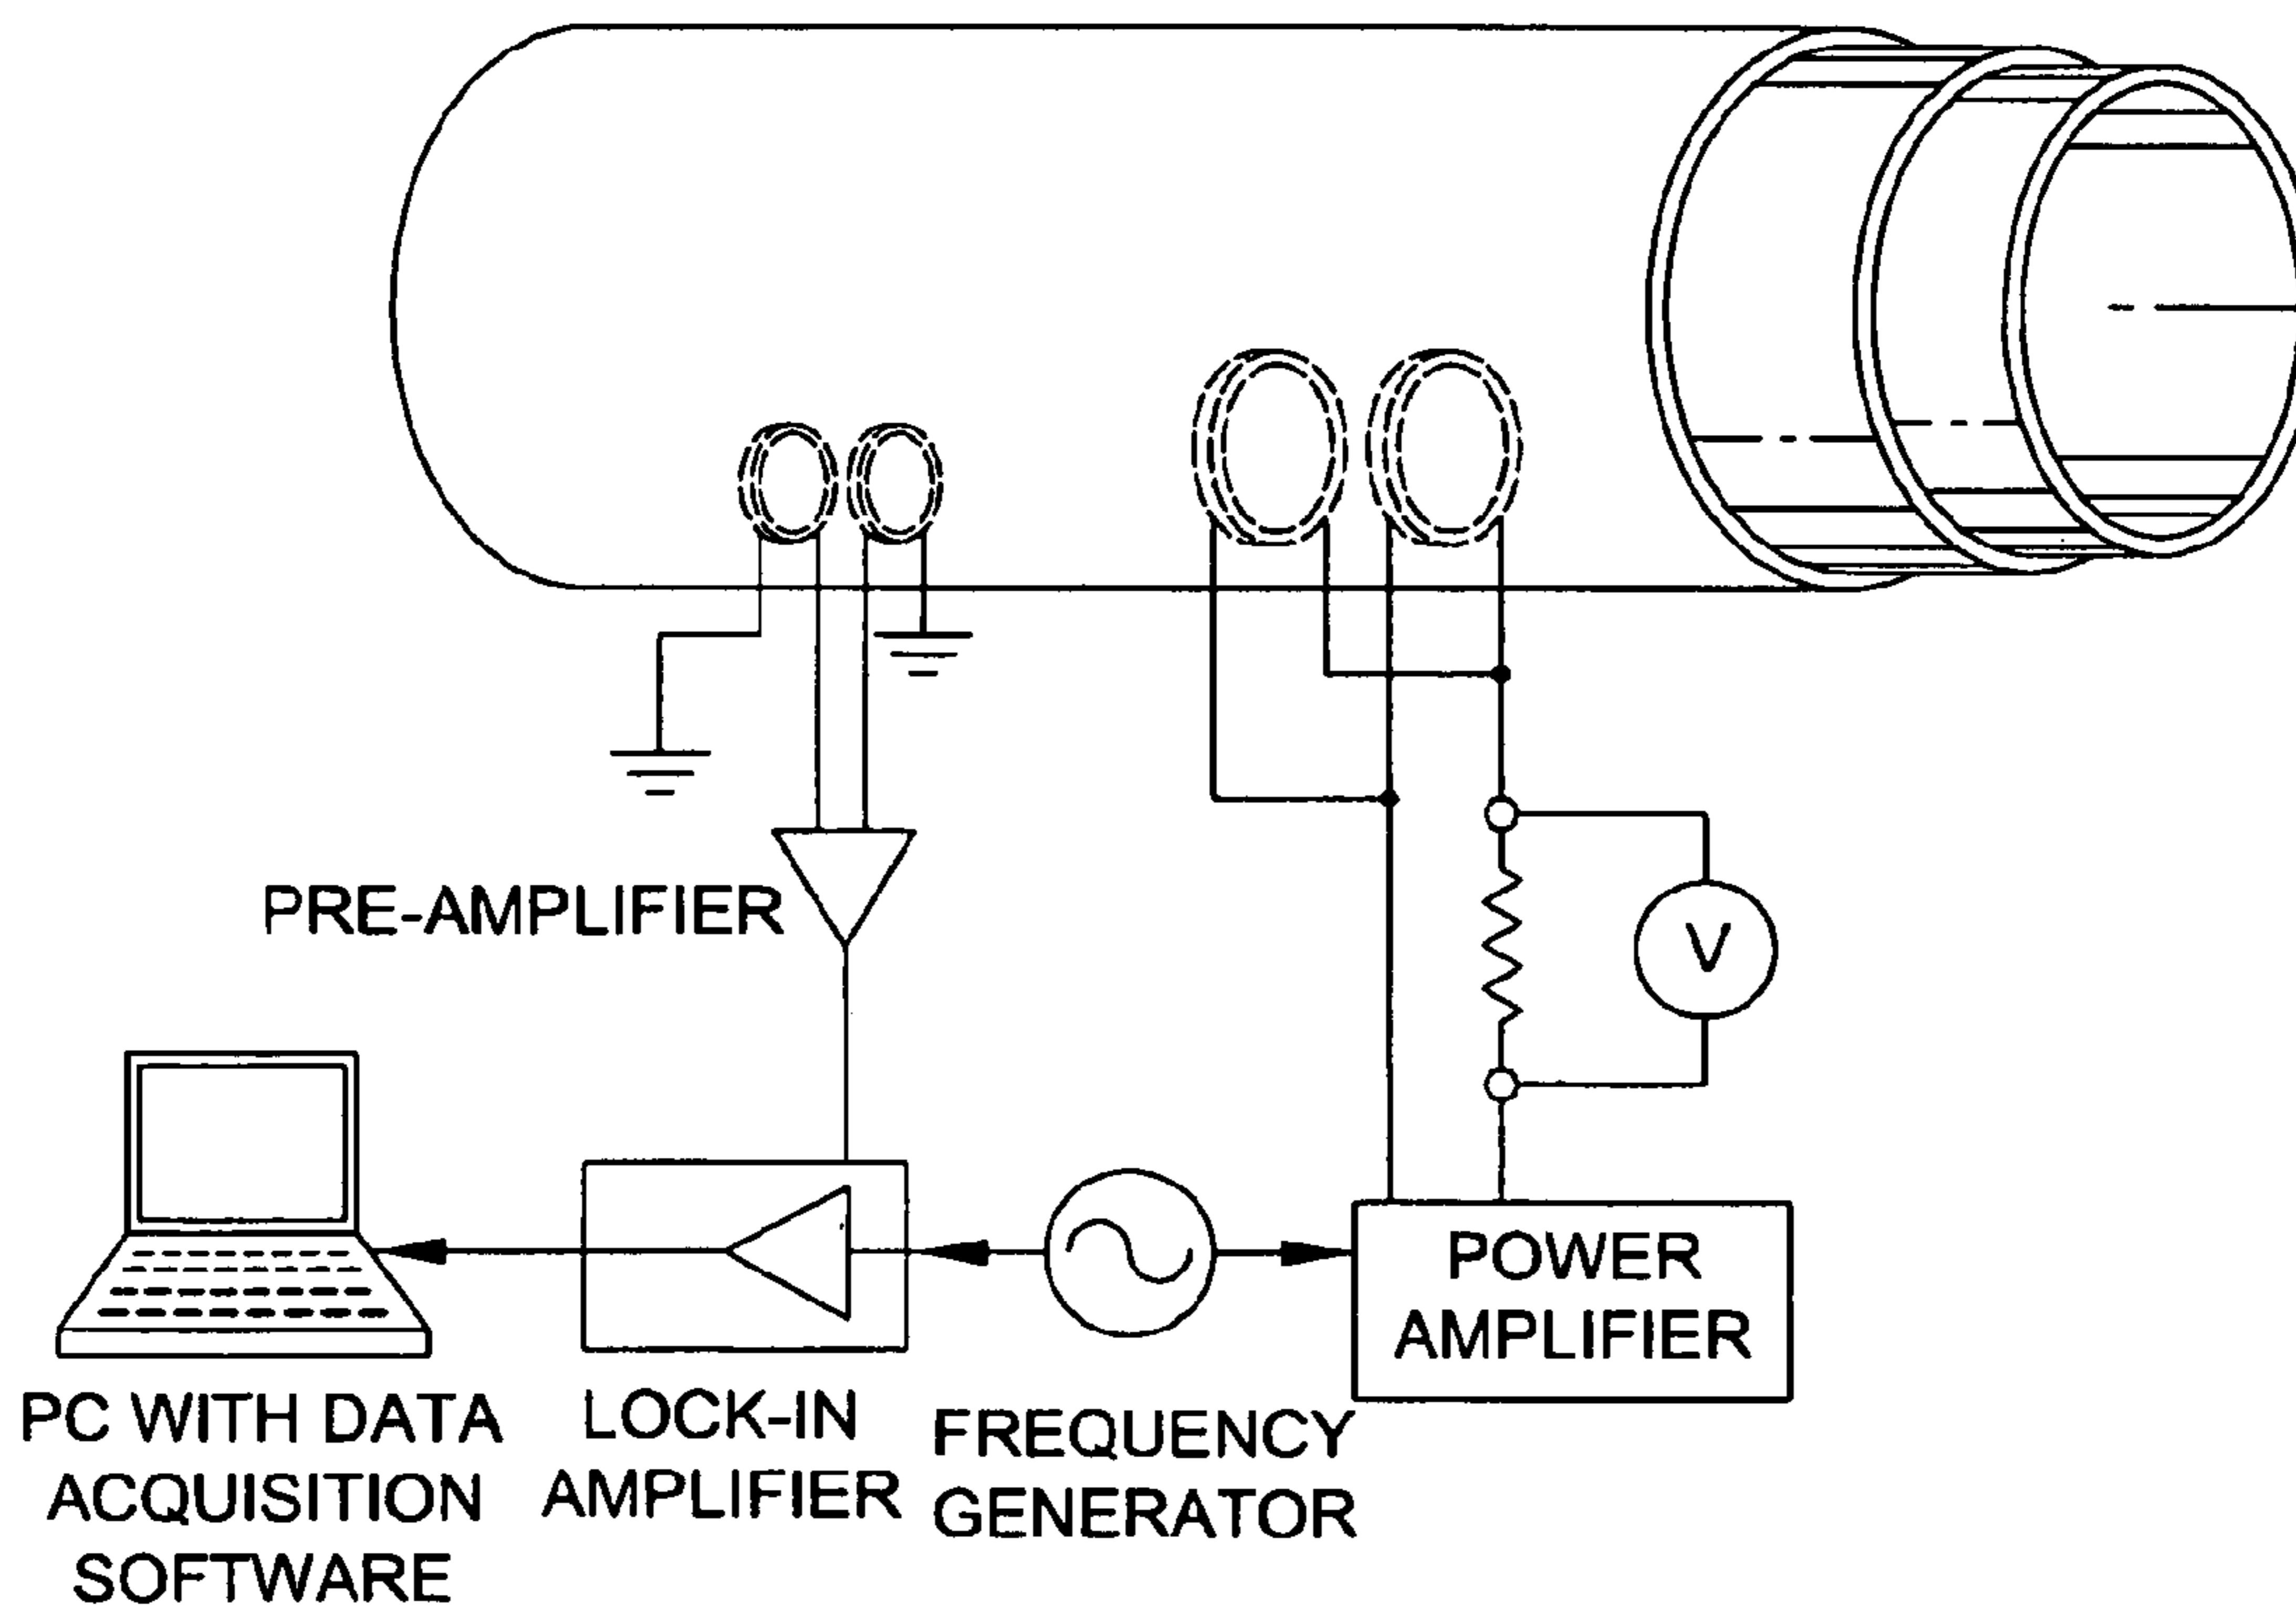 PRE-AMPLIFIER
V
POWER
AMPLIFIER
PC WITH DATA
ACQUISITION
SOFTWARE
LOCK-IN
AMPLIFIER
FREQUENCY
GENERATOR